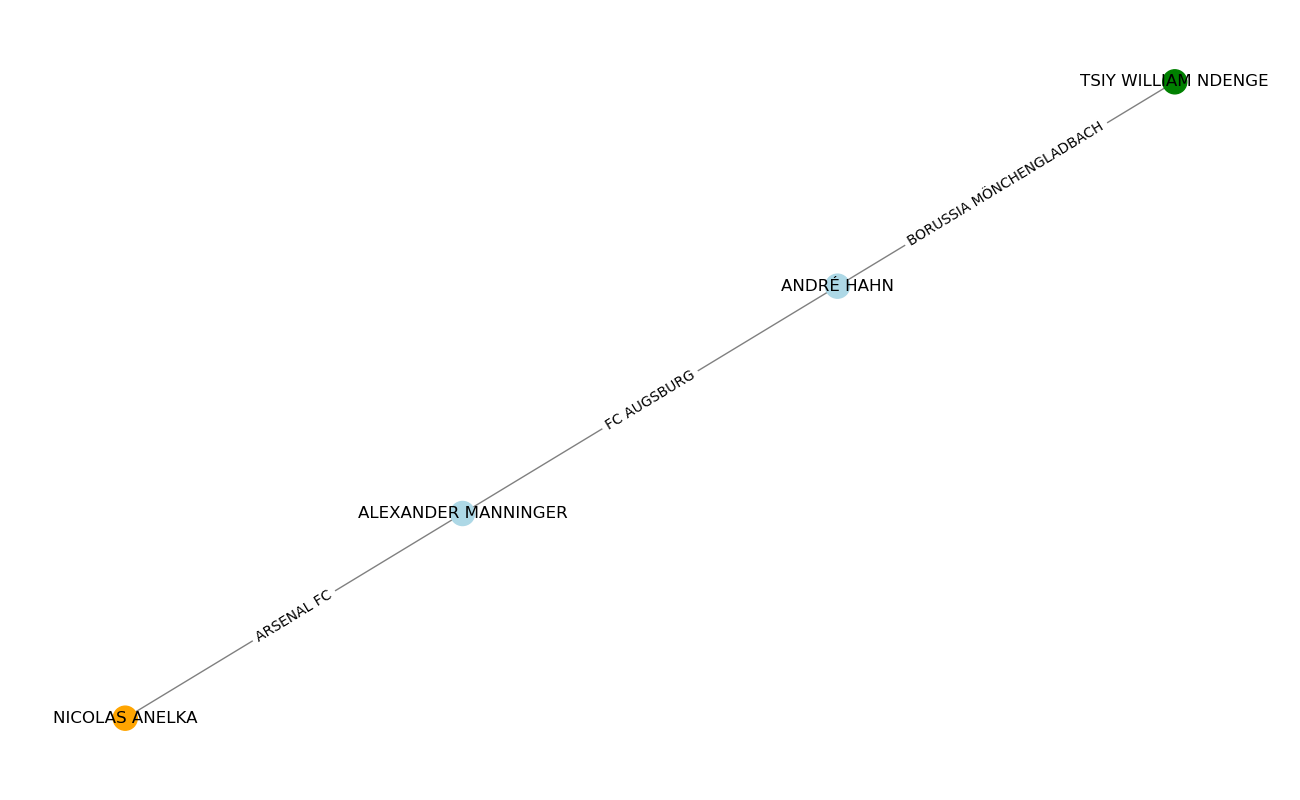 TSIY WILLIAM NDENGE
BORUSSIA MÖNCHENGLADBACH
ANDRÉ HAHN
FC AUGSBURG
ALEXANDER MANNINGER
ARSENAL FC
NICOLAS ANELKA